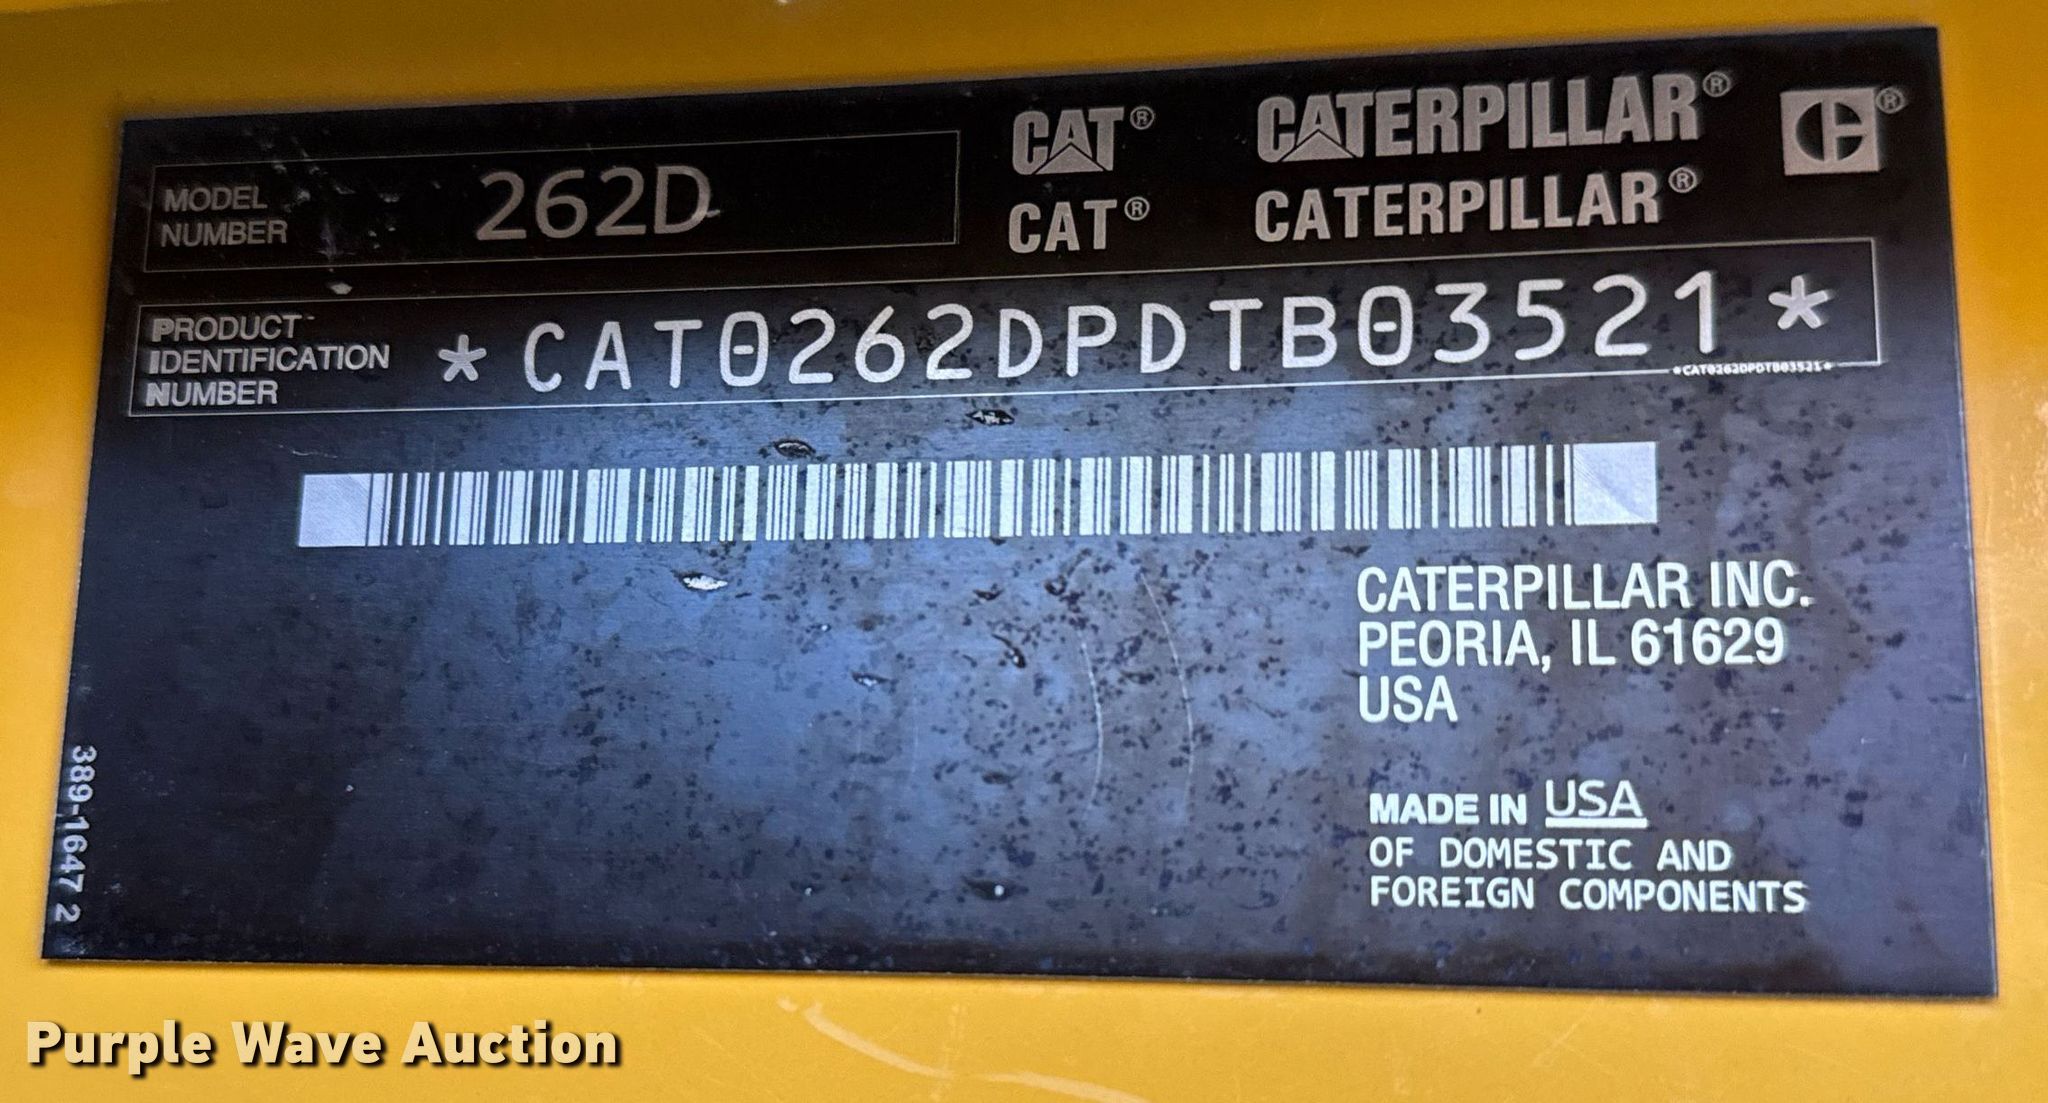 MODEL NUMBER 262D
CAT® CATERPILLAR® ®
CAT® CATERPILLAR®
PRODUCT IDENTIFICATION NUMBER *CAT0262DPDTB03521*
*CAT0262DPDTB03521*
CATERPILLAR INC.
PEORIA, IL 61629
USA
MADE IN USA
OF DOMESTIC AND
FOREIGN COMPONENTS
389-1647 2
Purple Wave Auction